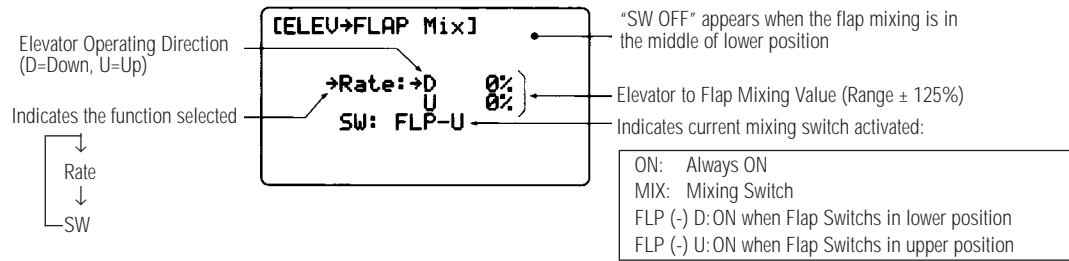 [ELEV→FLAP Mix]
"SW OFF" appears when the flap mixing is in
the middle of lower position
Elevator Operating Direction
(D=Down, U=Up)
→Rate:→D 0%
U 0%
Elevator to Flap Mixing Value (Range ± 125%)
Indicates the function selected
SW: FLP-U
Indicates current mixing switch activated:
Rate
SW
ON: Always ON
MIX: Mixing Switch
FLP (-) D: ON when Flap Switchs in lower position
FLP (-) U: ON when Flap Switchs in upper position